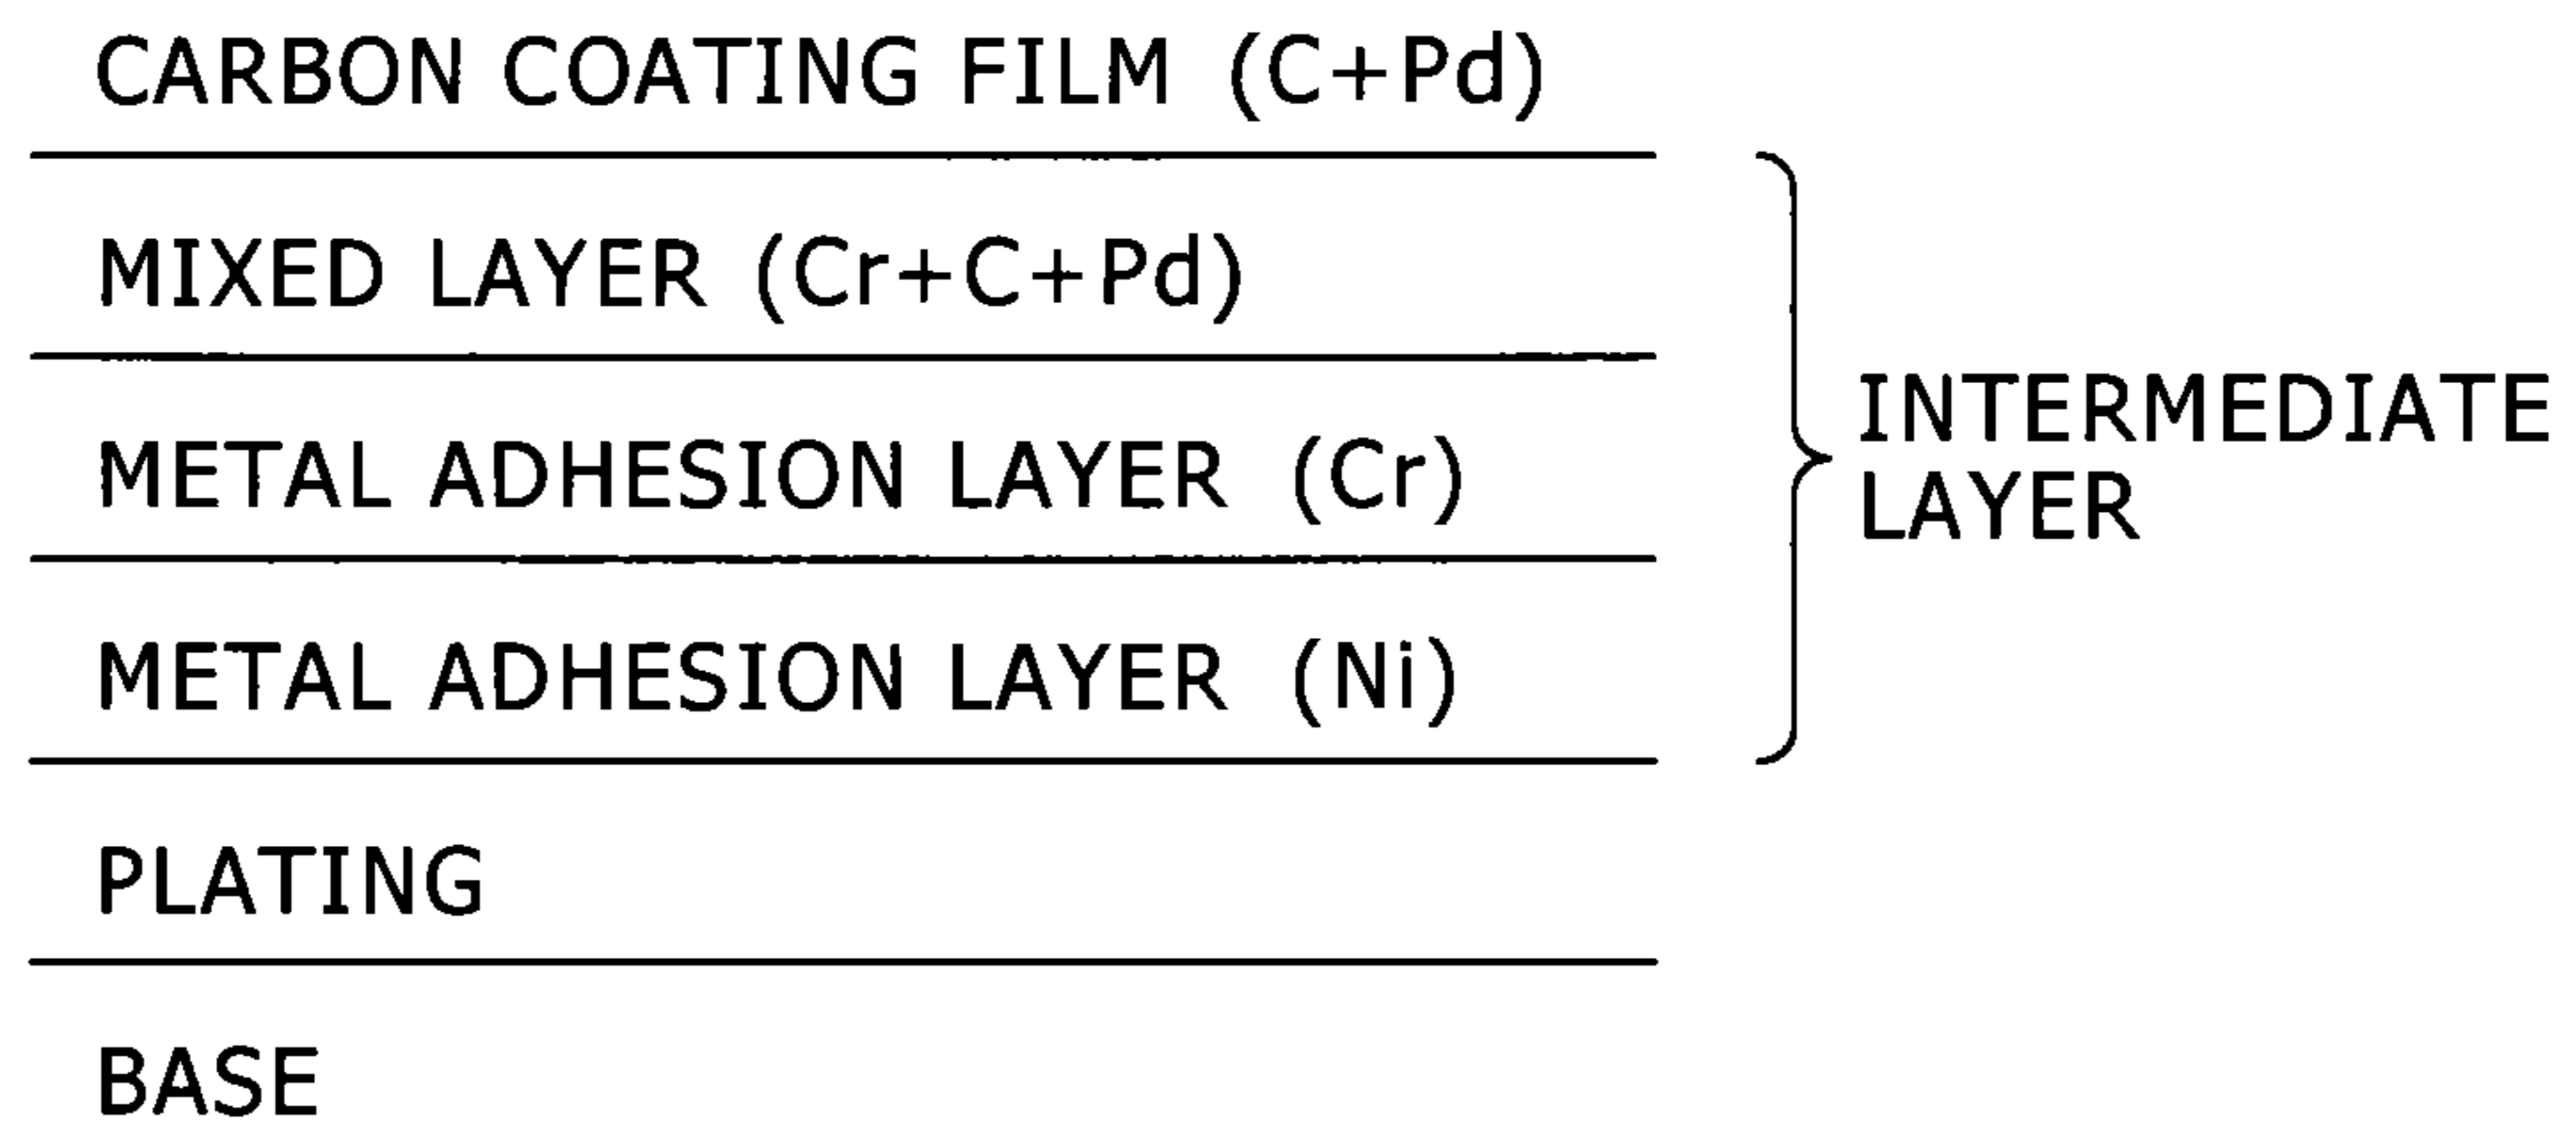 CARBON COATING FILM (C+Pd)
MIXED LAYER (Cr+C+Pd)
METAL ADHESION LAYER (Cr)
METAL ADHESION LAYER (Ni)
INTERMEDIATE
LAYER
PLATING
BASE